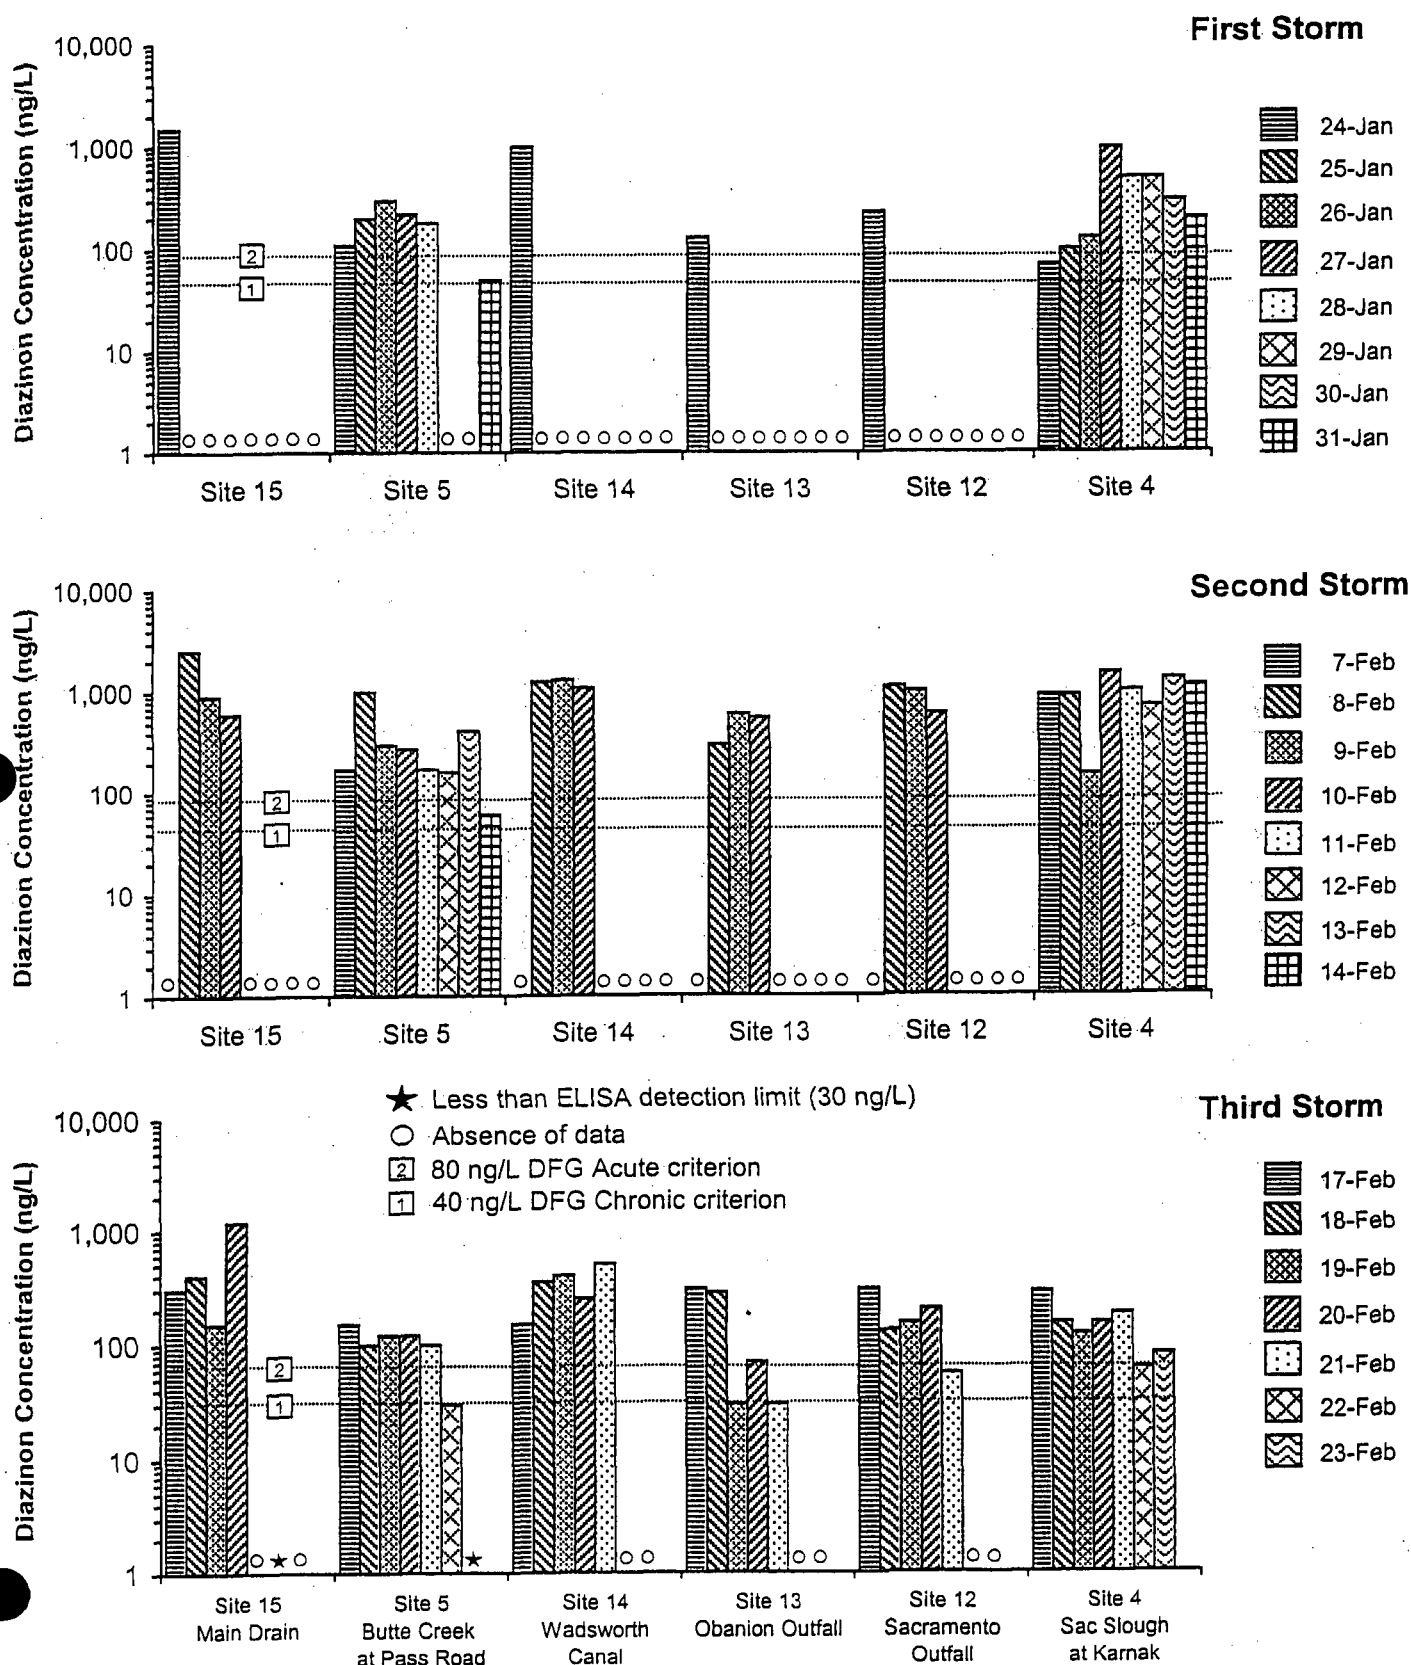 First Storm
Diazinon Concentration (ng/L)
10,000
1,000
100
10
1
2
1
Site 15
Site 5
Site 14
Site 13
Site 12
Site 4
24-Jan
25-Jan
26-Jan
27-Jan
28-Jan
29-Jan
30-Jan
31-Jan
Second Storm
Diazinon Concentration (ng/L)
10,000
1,000
100
10
1
2
1
Site 15
Site 5
Site 14
Site 13
Site 12
Site 4
7-Feb
8-Feb
9-Feb
10-Feb
11-Feb
12-Feb
13-Feb
14-Feb
★ Less than ELISA detection limit (30 ng/L)
○ Absence of data
2 80 ng/L DFG Acute criterion
1 40 ng/L DFG Chronic criterion
Third Storm
Diazinon Concentration (ng/L)
10,000
1,000
100
10
1
2
1
17-Feb
18-Feb
19-Feb
20-Feb
21-Feb
22-Feb
23-Feb
Site 15
Main Drain
Site 5
Butte Creek
at Pass Road
Site 14
Wadsworth
Canal
Site 13
Obanion Outfall
Site 12
Sacramento
Outfall
Site 4
Sac Slough
at Karnak